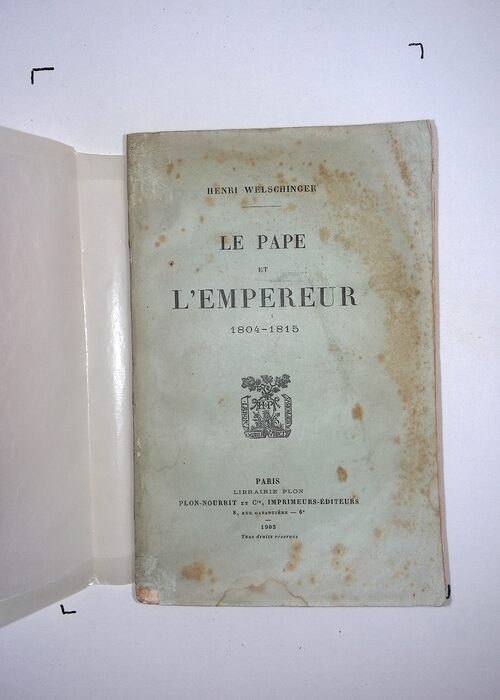 HENRI WELSCHINGER
LE PAPE
ET
L'EMPEREUR
1804-1815
PARIS
LIBRAIRIE PLON
PLON-NOURRIT ET Cie, IMPRIMEURS-ÉDITEURS
8, RUE GARANCIÈRE — 6e
1905
Tous droits réservés